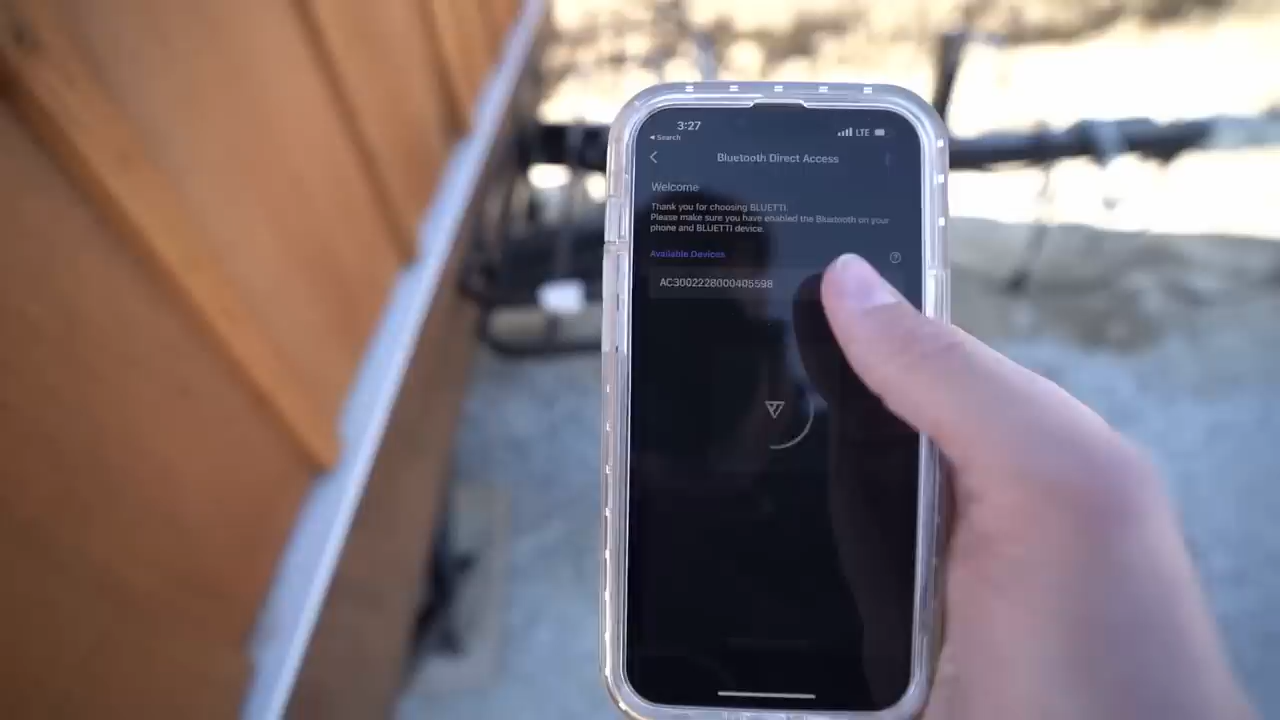 3:27
LTE
Search
Bluetooth Direct Access
Welcome
Thank you for choosing BLUETTI.
Please make sure you have enabled the Bluetooth on your
phone and BLUETTI device.
Available Devices
AC3002228000405598